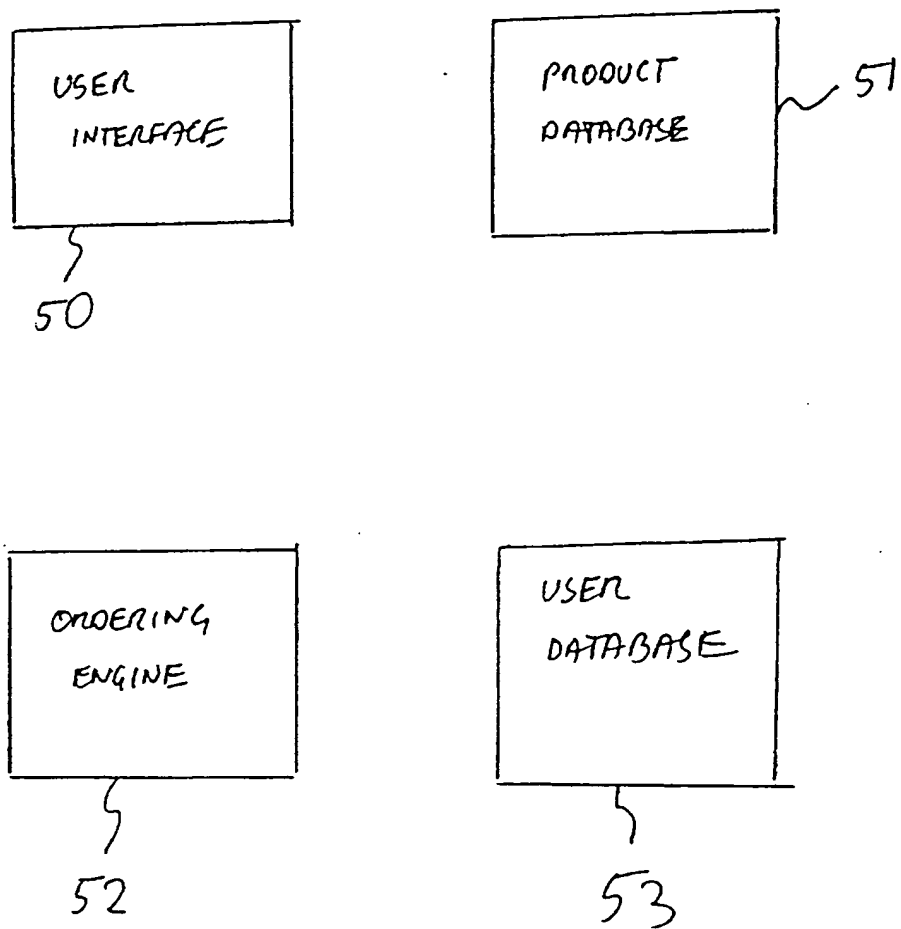 USER
INTERFACE
50
PRODUCT
DATABASE
51
ORDERING
ENGINE
52
USER
DATABASE
53